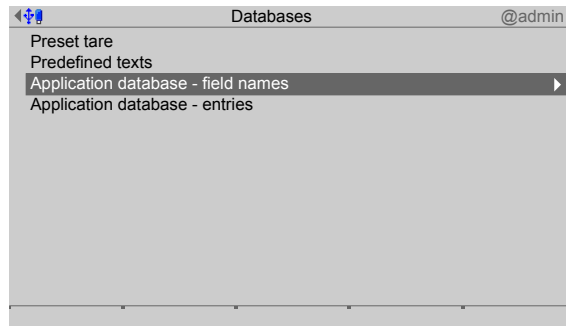 Databases @admin
Preset tare
Predefined texts
Application database - field names
Application database - entries